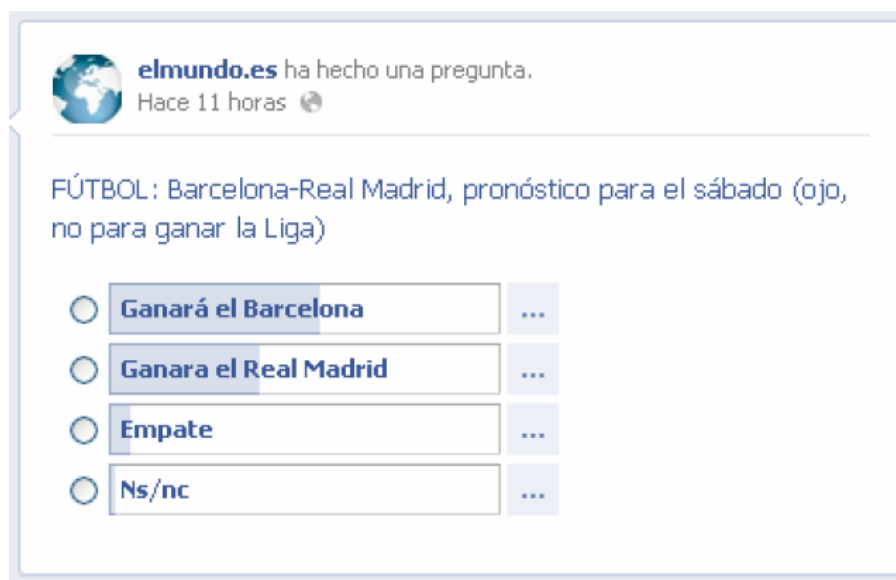 elmundo.es ha hecho una pregunta.
Hace 11 horas
FÚTBOL: Barcelona-Real Madrid, pronóstico para el sábado (ojo,
no para ganar la Liga)
Ganará el Barcelona ...
Ganara el Real Madrid ...
Empate ...
Ns/nc ...